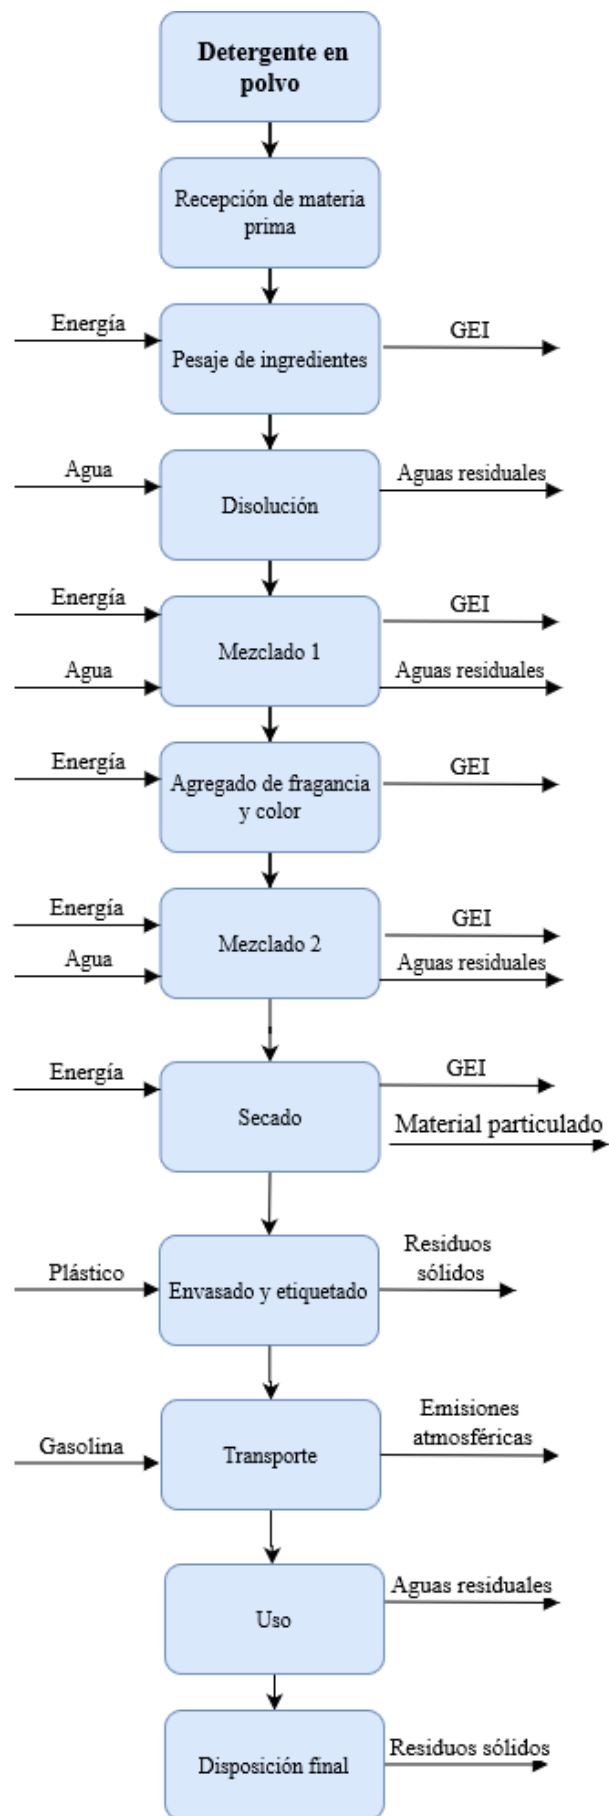 Detergente en
polvo
Recepción de materia
prima
Energía
GEI
Pesaje de ingredientes
Agua
Aguas residuales
Disolución
Energía
GEI
Mezclado 1
Agua
Aguas residuales
Energía
GEI
Agregado de fragancia
y color
Energía
GEI
Mezclado 2
Agua
Aguas residuales
Energía
GEI
Secado
Material particulado
Plástico
Residuos
sólidos
Envasado y etiquetado
Gasolina
Emisiones
atmosféricas
Transporte
Aguas residuales
Uso
Residuos sólidos
Disposición final